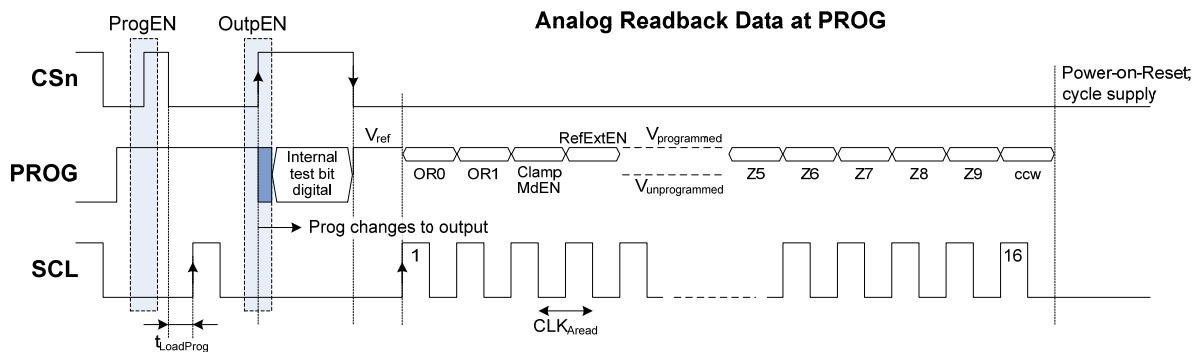 Analog Readback Data at PROG
ProgEN
OutpEN
CSn
Power-on-Reset;
cycle supply
Vref
RefExtEN
Vprogrammed
PROG
Internal
test bit
digital
OR0
OR1
Clamp
MdEN
Vunprogrammed
Z5
Z6
Z7
Z8
Z9
ccw
Prog changes to output
SCL
1
16
CLKAread
tLoadProg